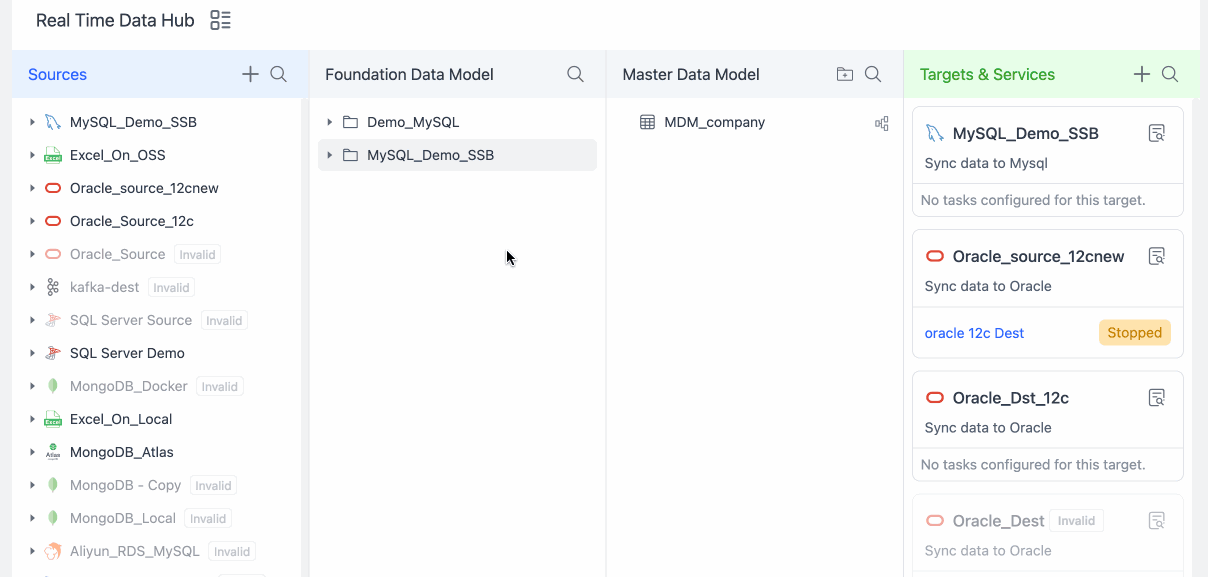 Real Time Data Hub
Sources
MySQL_Demo_SSB
Excel_On_OSS
Oracle_source_12cnew
Oracle_Source_12c
Oracle_Source Invalid
kafka-dest Invalid
SQL Server Source Invalid
SQL Server Demo
MongoDB_Docker Invalid
Excel_On_Local
MongoDB_Atlas
MongoDB - Copy Invalid
MongoDB_Local Invalid
Aliyun_RDS_MySQL Invalid
Foundation Data Model
Demo_MySQL
MySQL_Demo_SSB
Master Data Model
MDM_company
Targets & Services
MySQL_Demo_SSB
Sync data to Mysql
No tasks configured for this target.
Oracle_source_12cnew
Sync data to Oracle
oracle 12c Dest Stopped
Oracle_Dst_12c
Sync data to Oracle
No tasks configured for this target.
Oracle_Dest Invalid
Sync data to Oracle